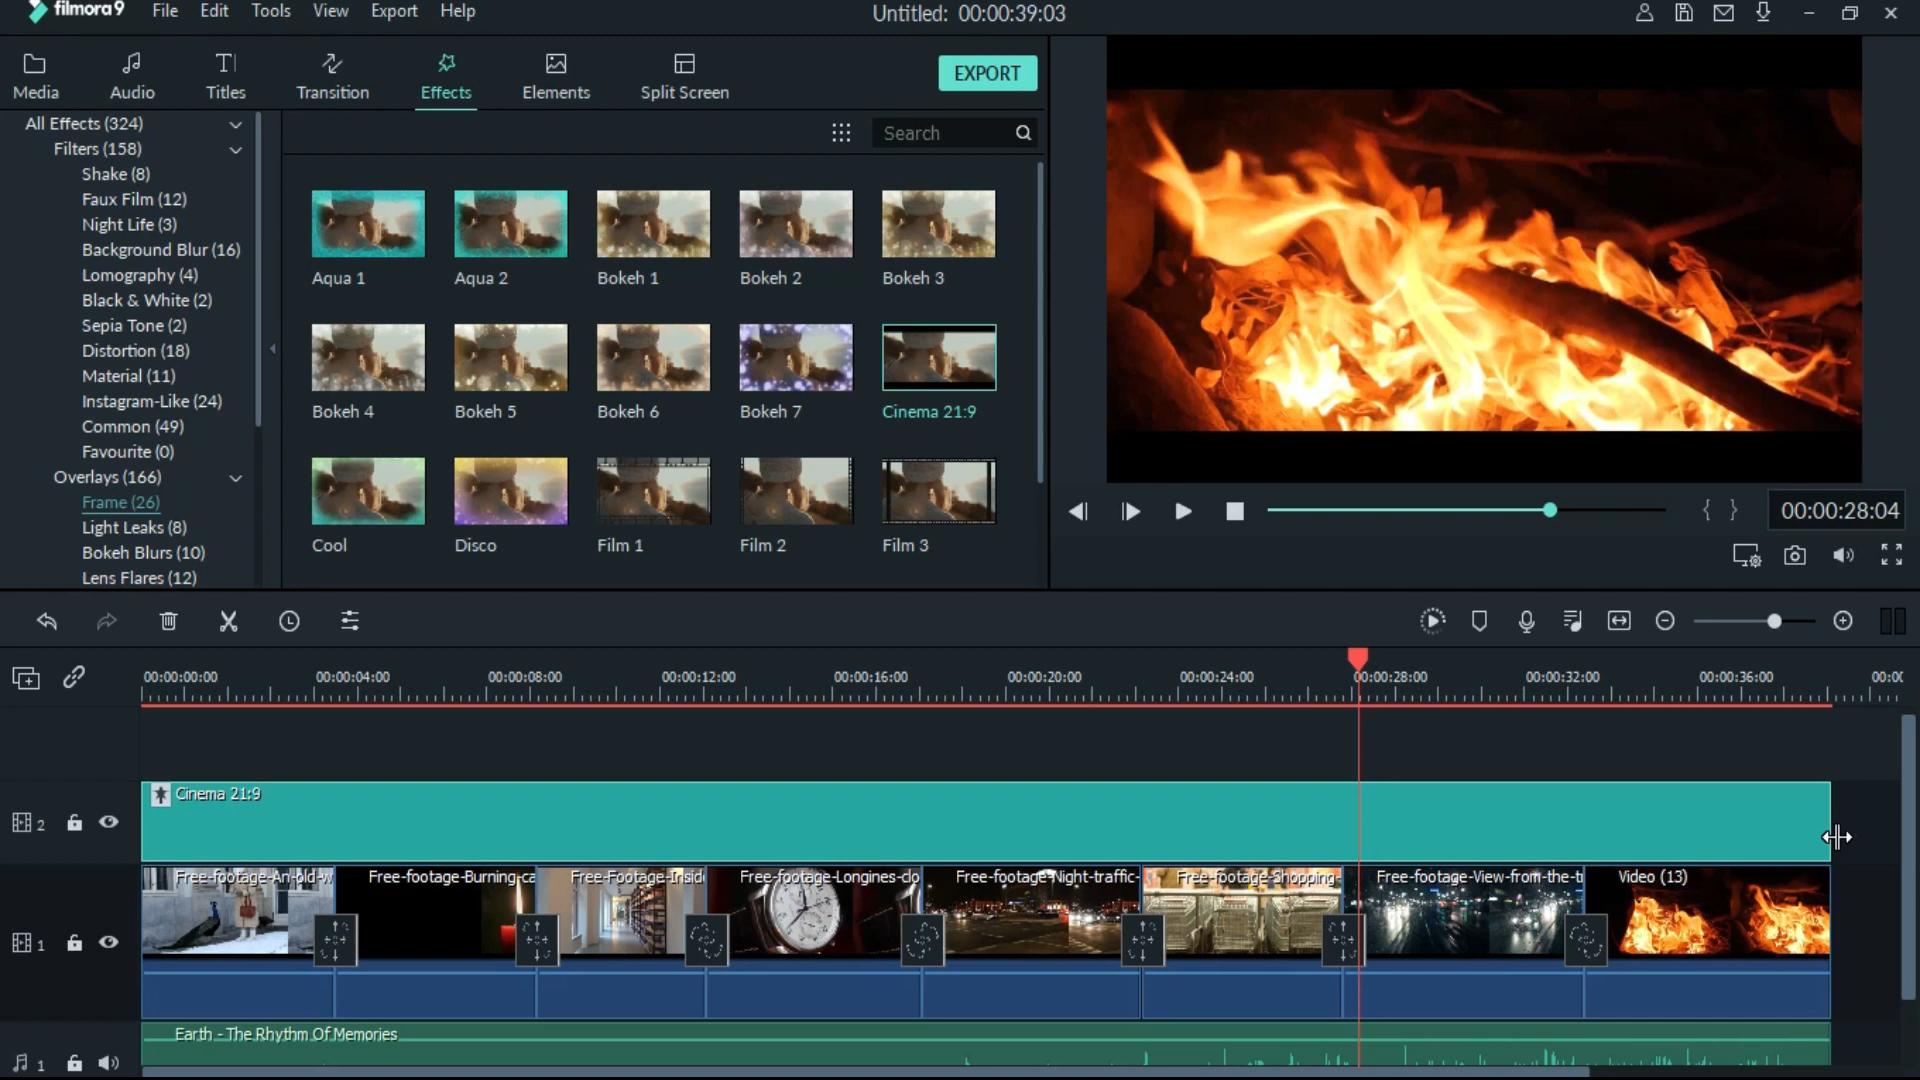 filmora9 File Edit Tools View Export Help Untitled: 00:00:39:03
Media Audio Titles Transition Effects Elements Split Screen EXPORT
Search
All Effects (324)
Filters (158)
Shake (8)
Faux Film (12)
Night Life (3)
Background Blur (16)
Lomography (4)
Black & White (2)
Sepia Tone (2)
Distortion (18)
Material (11)
Instagram-Like (24)
Common (49)
Favourite (0)
Overlays (166)
Frame (26)
Light Leaks (8)
Bokeh Blurs (10)
Lens Flares (12)
Aqua 1 Aqua 2 Bokeh 1 Bokeh 2 Bokeh 3
Bokeh 4 Bokeh 5 Bokeh 6 Bokeh 7 Cinema 21:9
Cool Disco Film 1 Film 2 Film 3
{ } 00:00:28:04
00:00:00:00 00:00:04:00 00:00:08:00 00:00:12:00 00:00:16:00 00:00:20:00 00:00:24:00 00:00:28:00 00:00:32:00 00:00:36:00 00:00
Cinema 21:9
2
Free-footage-An-old-w Free-footage-Burning-ca Free-Footage-Insid Free-footage-Longines-clo Free-footage-Night-traffic- Free-footage-Shopping- Free-footage-View-from-the-t Video (13)
1
Earth - The Rhythm Of Memories
1